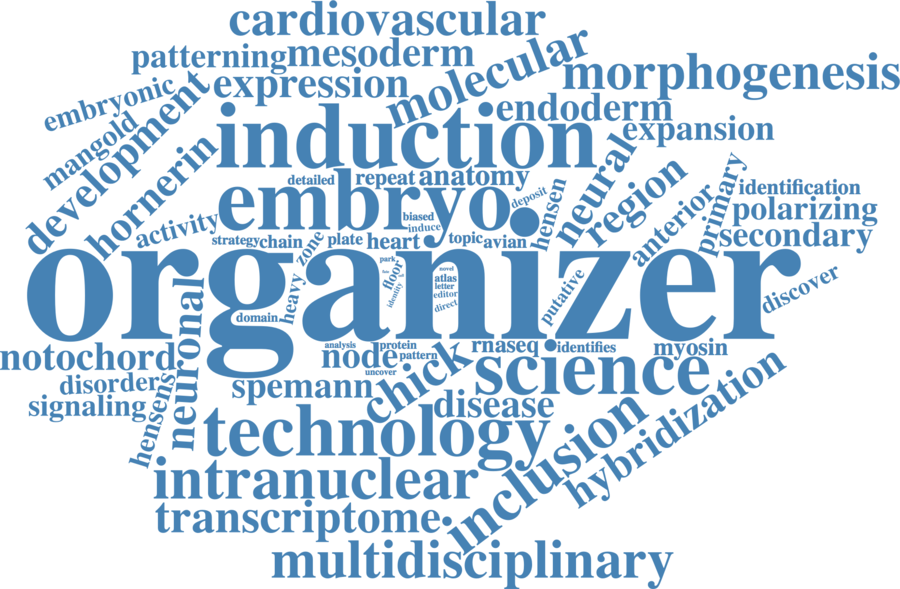 cardiovascular
patterning
mesoderm
molecular
morphogenesis
embryonic
expression
endoderm
expansion
mangold
development
induction
neural
hornerin
detailed
repeat
anatomy
hensen
region
primary
identification
embryo
deposit
anterior
polarizing
activity
biased
induce
secondary
strategy
chain
zone
plate
heart
topic
avian
organizer
park
floor
identity
novel
atlas
letter
editor
direct
heavy
domain
putative
discover
notochord
neuronal
analysis
protein
node
pattern
uncover
rnaseq
identifies
myosin
disorder
spemann
chick
science
signaling
hensens
disease
technology
inclusion
hybridization
intranuclear
transcriptome
multidisciplinary